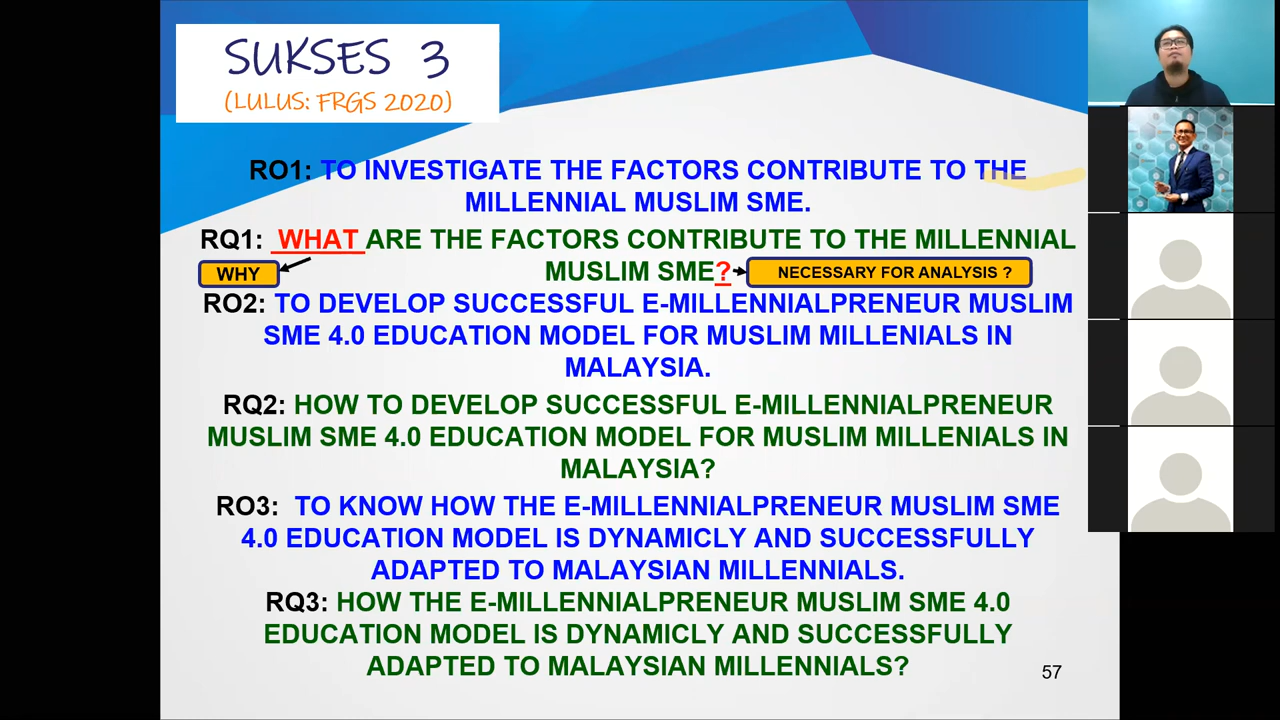 SUKSES 3
(LULUS: FRGS 2020)
RO1: TO INVESTIGATE THE FACTORS CONTRIBUTE TO THE
MILLENNIAL MUSLIM SME.
RQ1: WHAT ARE THE FACTORS CONTRIBUTE TO THE MILLENNIAL
WHY
MUSLIM SME?
NECESSARY FOR ANALYSIS ?
RO2: TO DEVELOP SUCCESSFUL E-MILLENNIALPRENEUR MUSLIM
SME 4.0 EDUCATION MODEL FOR MUSLIM MILLENIALS IN
MALAYSIA.
RQ2: HOW TO DEVELOP SUCCESSFUL E-MILLENNIALPRENEUR
MUSLIM SME 4.0 EDUCATION MODEL FOR MUSLIM MILLENIALS IN
MALAYSIA?
RO3: TO KNOW HOW THE E-MILLENNIALPRENEUR MUSLIM SME
4.0 EDUCATION MODEL IS DYNAMICLY AND SUCCESSFULLY
ADAPTED TO MALAYSIAN MILLENNIALS.
RQ3: HOW THE E-MILLENNIALPRENEUR MUSLIM SME 4.0
EDUCATION MODEL IS DYNAMICLY AND SUCCESSFULLY
ADAPTED TO MALAYSIAN MILLENNIALS?
57